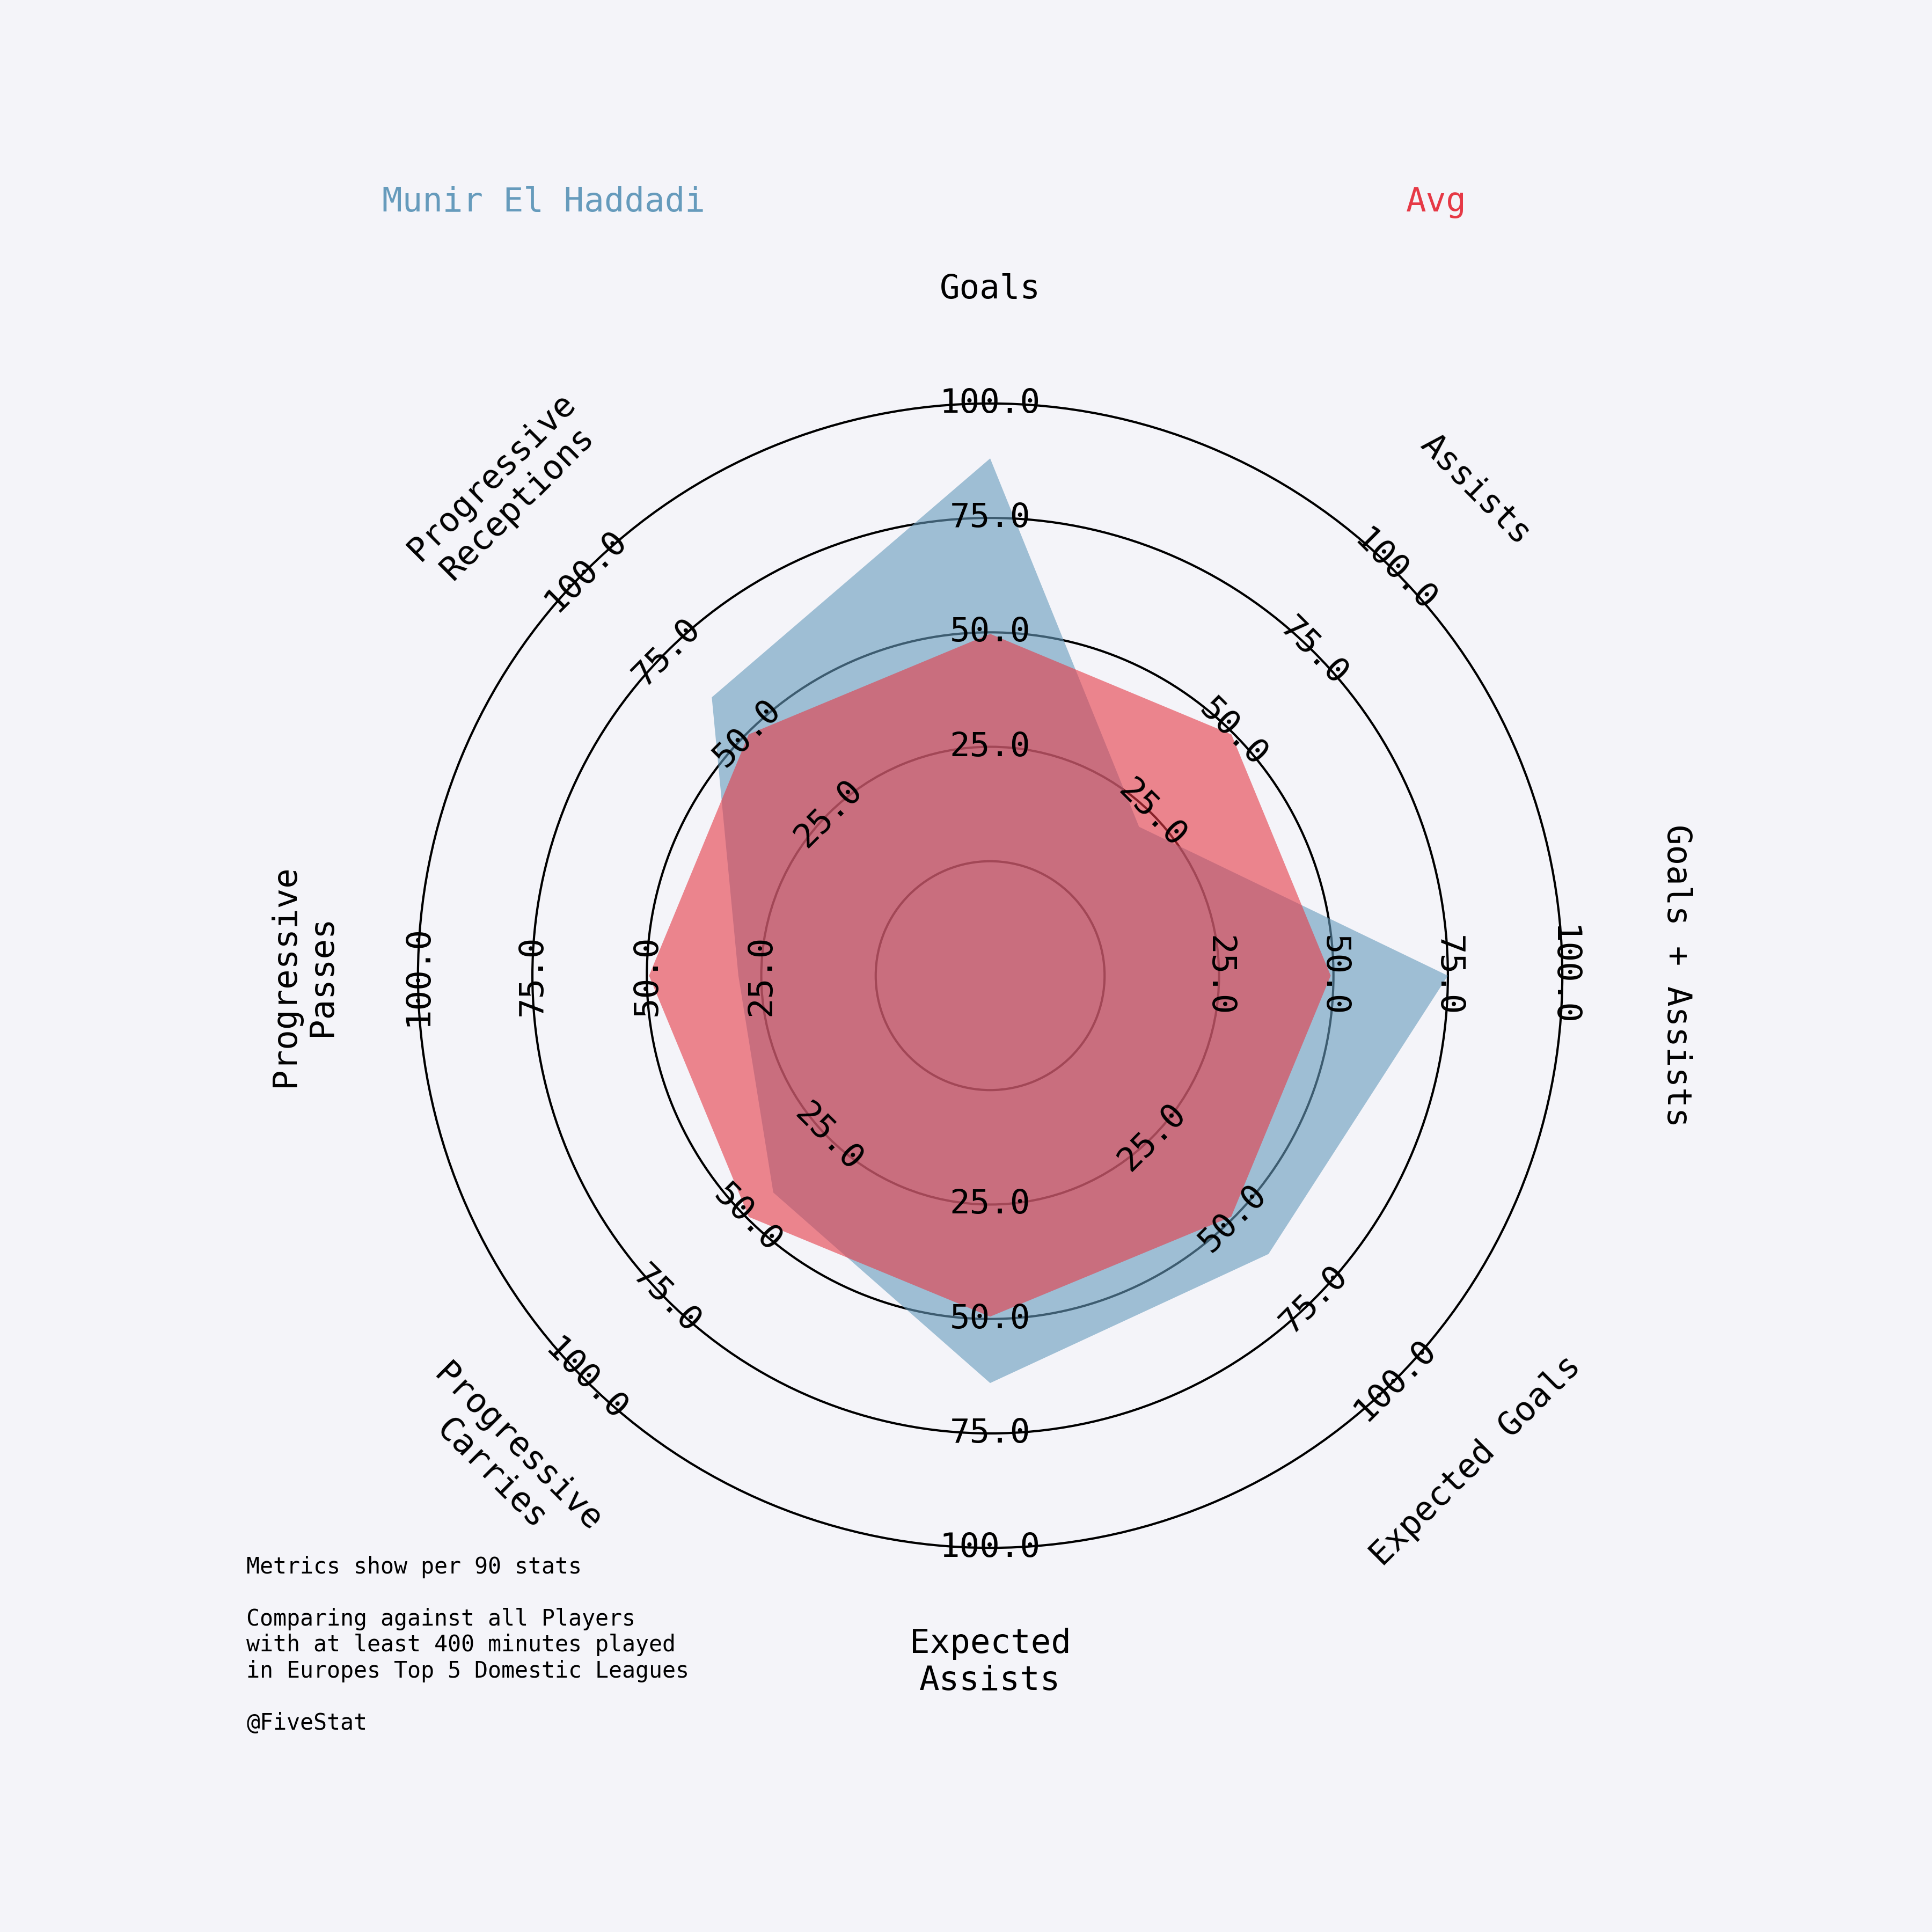 Munir El Haddadi
Avg
Goals
Assists
Goals + Assists
Expected Goals
Expected
Assists
Progressive
Carries
Progressive
Passes
Progressive
Receptions
25.0
50.0
75.0
100.0
25.0
50.0
75.0
100.0
25.0
50.0
75.0
100.0
25.0
50.0
75.0
100.0
25.0
50.0
75.0
100.0
25.0
50.0
75.0
100.0
25.0
50.0
75.0
100.0
25.0
50.0
75.0
100.0
Metrics show per 90 stats
Comparing against all Players
with at least 400 minutes played
in Europes Top 5 Domestic Leagues
@FiveStat